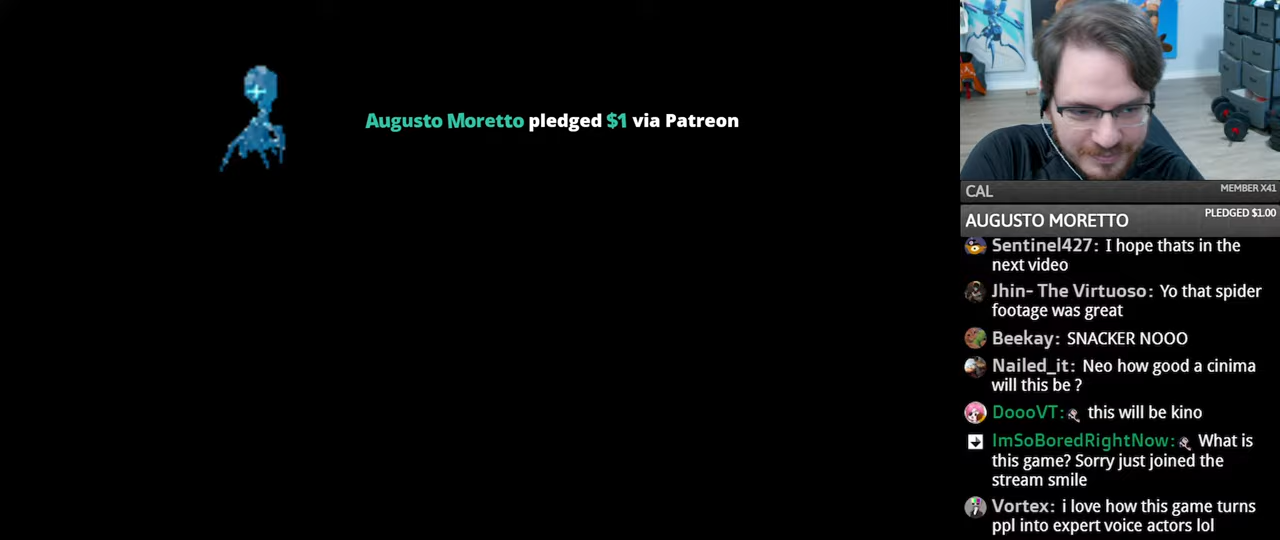 Augusto Moretto pledged $1 via Patreon
CAL
MEMBER X41
AUGUSTO MORETTO
PLEDGED $1.00
Sentinel427: I hope thats in the
next video
Jhin- The Virtuoso: Yo that spider
footage was great
Beekay: SNACKER NOOO
Nailed_it: Neo how good a cinima
will this be ?
DoooVT: this will be kino
ImSoBoredRightNow: What is
this game? Sorry just joined the
stream smile
Vortex: i love how this game turns
ppl into expert voice actors lol